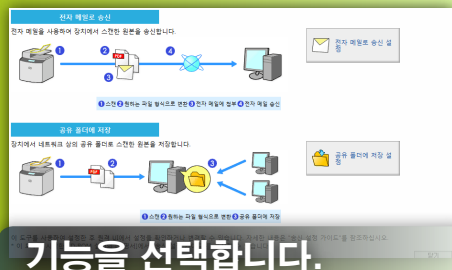 전자 메일로 송신
전자 메일을 사용하여 장치에서 스캔한 원본을 송신합니다.
1
2
PDF
3
4
전자 메일로 송신 설정
1 스캔 2 원하는 파일 형식으로 변환 3 전자 메일에 첨부 4 전자 메일 송신
공유 폴더에 저장
장치에서 네트워크 상의 공유 폴더로 스캔한 원본을 저장합니다.
1
2
PDF
3
공유 폴더에 저장 설정
1 스캔 2 원하는 파일 형식으로 변환 3 공유 폴더에 저장
기능을 선택합니다.
닫기